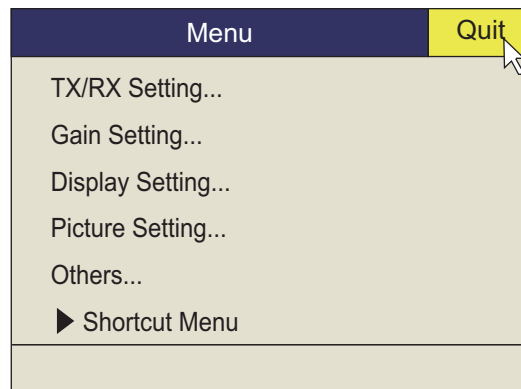 Menu Quit
TX/RX Setting...
Gain Setting...
Display Setting...
Picture Setting...
Others...
▶ Shortcut Menu